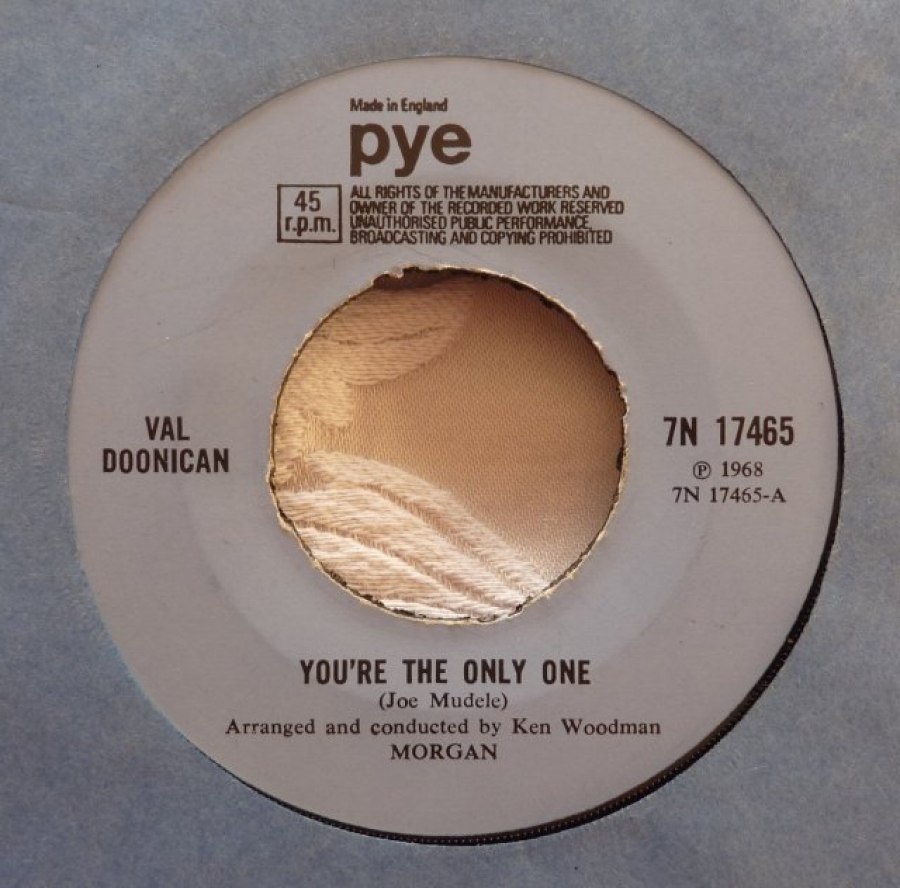 Made in England
pye
45
r.p.m.
ALL RIGHTS OF THE MANUFACTURERS AND
OWNER OF THE RECORDED WORK RESERVED
UNAUTHORISED PUBLIC PERFORMANCE,
BROADCASTING AND COPYING PROHIBITED
VAL
DOONICAN
7N 17465
℗ 1968
7N 17465-A
YOU'RE THE ONLY ONE
(Joe Mudele)
Arranged and conducted by Ken Woodman
MORGAN